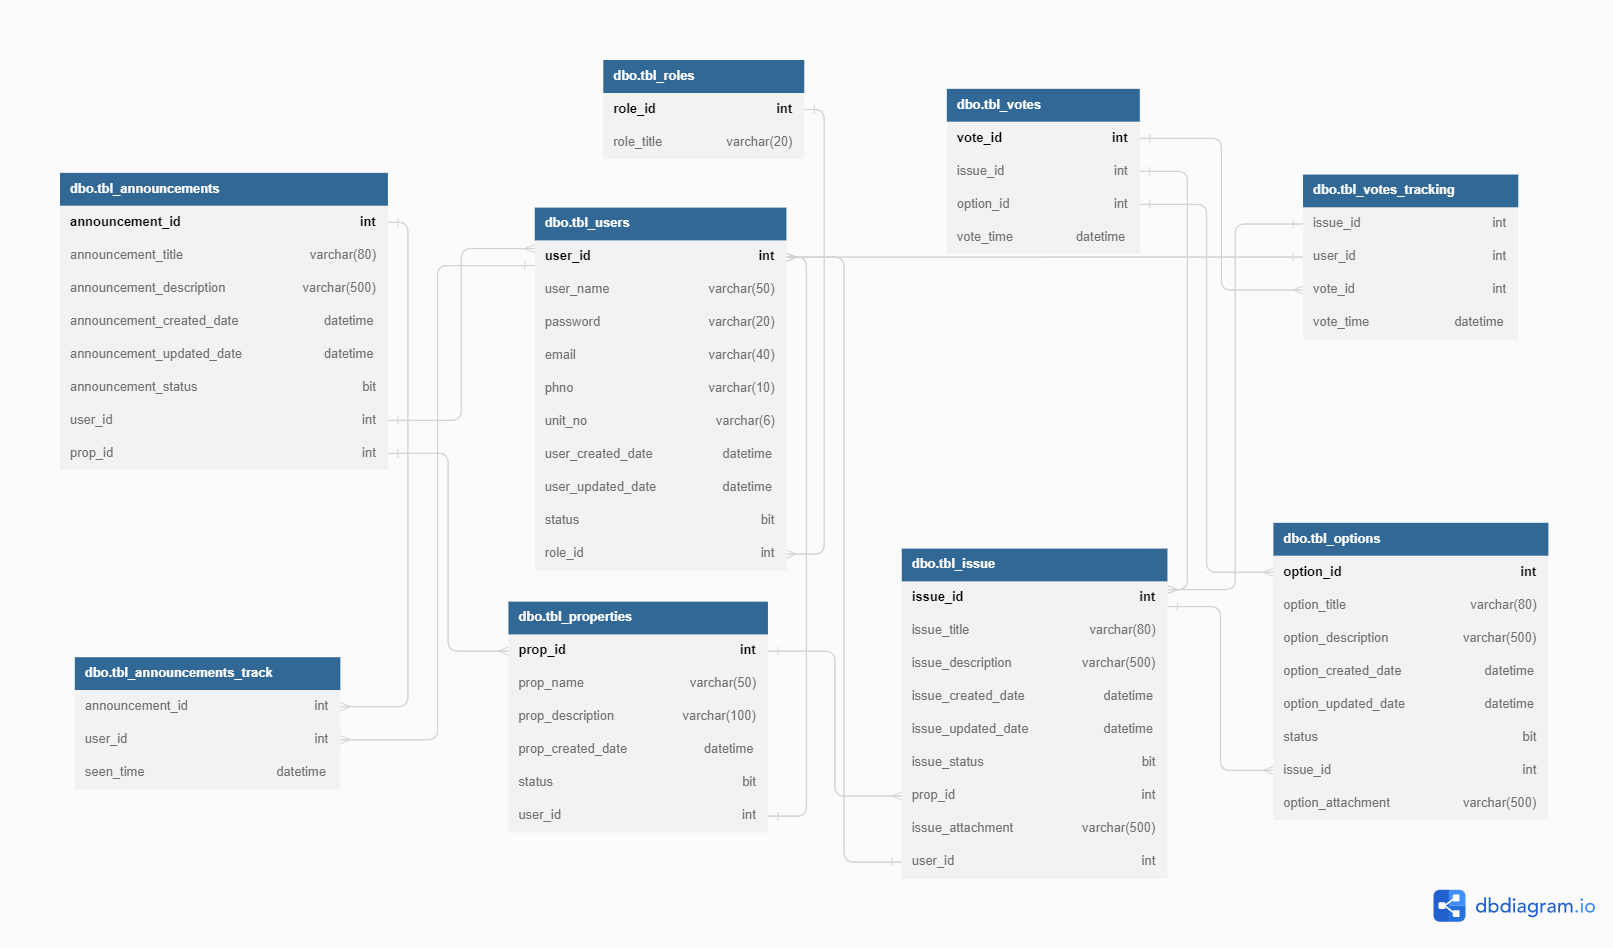 dbo.tbl_roles
role_id int
role_title varchar(20)
dbo.tbl_votes
vote_id int
issue_id int
option_id int
vote_time datetime
dbo.tbl_announcements
announcement_id int
announcement_title varchar(80)
announcement_description varchar(500)
announcement_created_date datetime
announcement_updated_date datetime
announcement_status bit
user_id int
prop_id int
dbo.tbl_votes_tracking
issue_id int
user_id int
vote_id int
vote_time datetime
dbo.tbl_users
user_id int
user_name varchar(50)
password varchar(20)
email varchar(40)
phno varchar(10)
unit_no varchar(6)
user_created_date datetime
user_updated_date datetime
status bit
role_id int
dbo.tbl_options
option_id int
option_title varchar(80)
option_description varchar(500)
option_created_date datetime
option_updated_date datetime
status bit
issue_id int
option_attachment varchar(500)
dbo.tbl_issue
issue_id int
issue_title varchar(80)
issue_description varchar(500)
issue_created_date datetime
issue_updated_date datetime
issue_status bit
prop_id int
issue_attachment varchar(500)
user_id int
dbo.tbl_properties
prop_id int
prop_name varchar(50)
prop_description varchar(100)
prop_created_date datetime
status bit
user_id int
dbo.tbl_announcements_track
announcement_id int
user_id int
seen_time datetime
dbdiagram.io